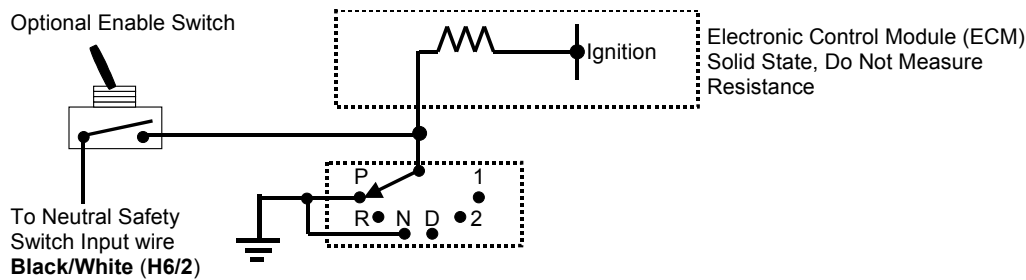 Optional Enable Switch
Ignition
Electronic Control Module (ECM)
Solid State, Do Not Measure
Resistance
P 1
R N D 2
To Neutral Safety
Switch Input wire
Black/White (H6/2)